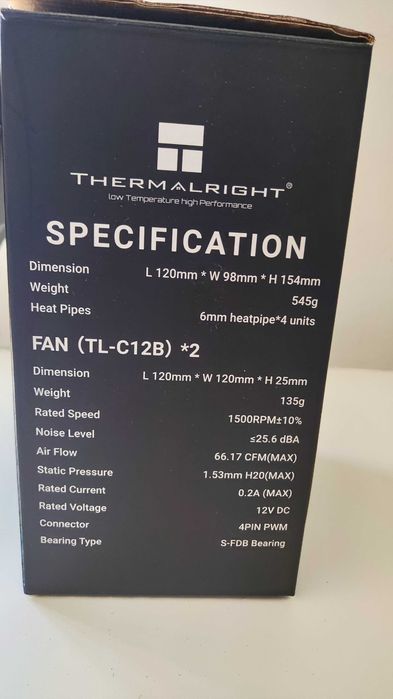 THERMALRIGHT®
low Temperature high Performance
SPECIFICATION
Dimension L 120mm * W 98mm * H 154mm
Weight 545g
Heat Pipes 6mm heatpipe*4 units
FAN（TL-C12B）*2
Dimension L 120mm * W 120mm * H 25mm
Weight 135g
Rated Speed 1500RPM±10%
Noise Level ≤25.6 dBA
Air Flow 66.17 CFM(MAX)
Static Pressure 1.53mm H20(MAX)
Rated Current 0.2A (MAX)
Rated Voltage 12V DC
Connector 4PIN PWM
Bearing Type S-FDB Bearing